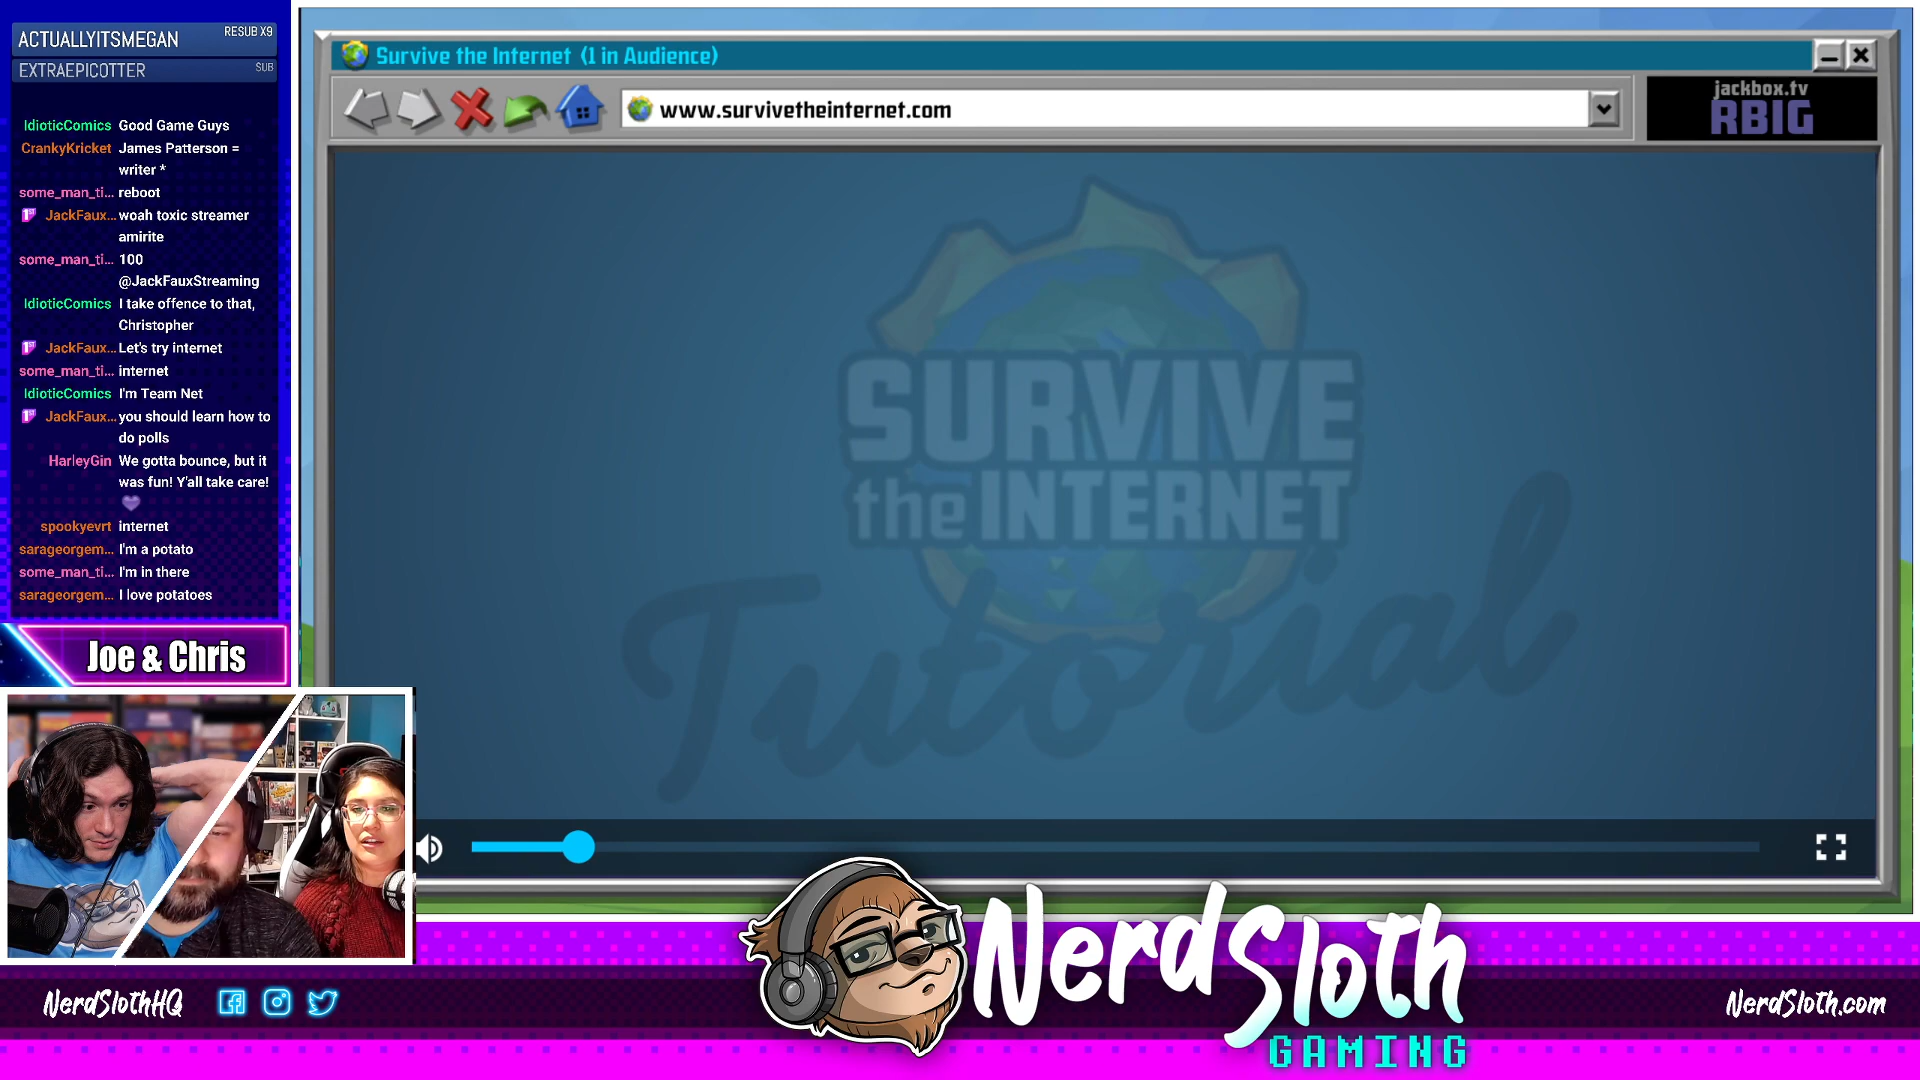 ACTUALLYITSMEGAN RESUB X9
EXTRAEPICOTTER SUB
IdioticComics Good Game Guys
CrankyKricket James Patterson =
writer *
some_man_ti... reboot
JackFaux... woah toxic streamer
amirite
some_man_ti... 100
@JackFauxStreaming
IdioticComics I take offence to that,
Christopher
JackFaux... Let's try internet
some_man_ti... internet
IdioticComics I'm Team Net
JackFaux... you should learn how to
do polls
HarleyGin We gotta bounce, but it
was fun! Y'all take care!
spookyevrt internet
sarageorgem... I'm a potato
some_man_ti... I'm in there
sarageorgem... I love potatoes
Joe & Chris
Survive the Internet (1 in Audience)
www.survivetheinternet.com
jackbox.tv
RBIG
SURVIVE
the INTERNET
Tutorial
NerdSlothHQ
NerdSloth
GAMING
NerdSloth.com